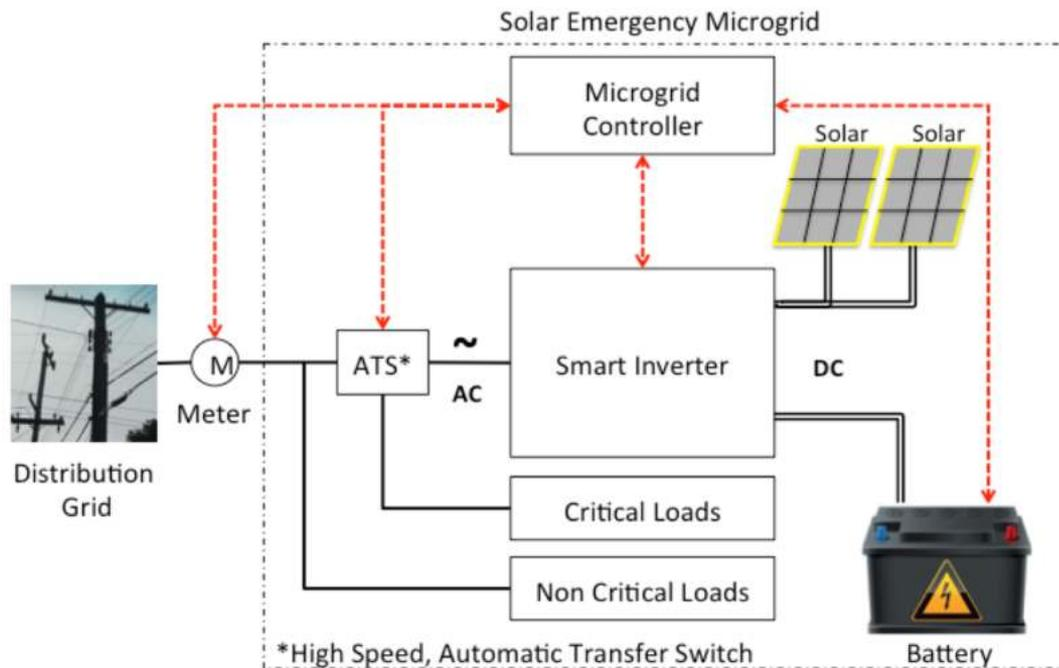 Solar Emergency Microgrid
Microgrid
Controller
Solar
Solar
M
Meter
ATS*
~
AC
Smart Inverter
DC
Distribution
Grid
Critical Loads
Non Critical Loads
*High Speed, Automatic Transfer Switch
Battery